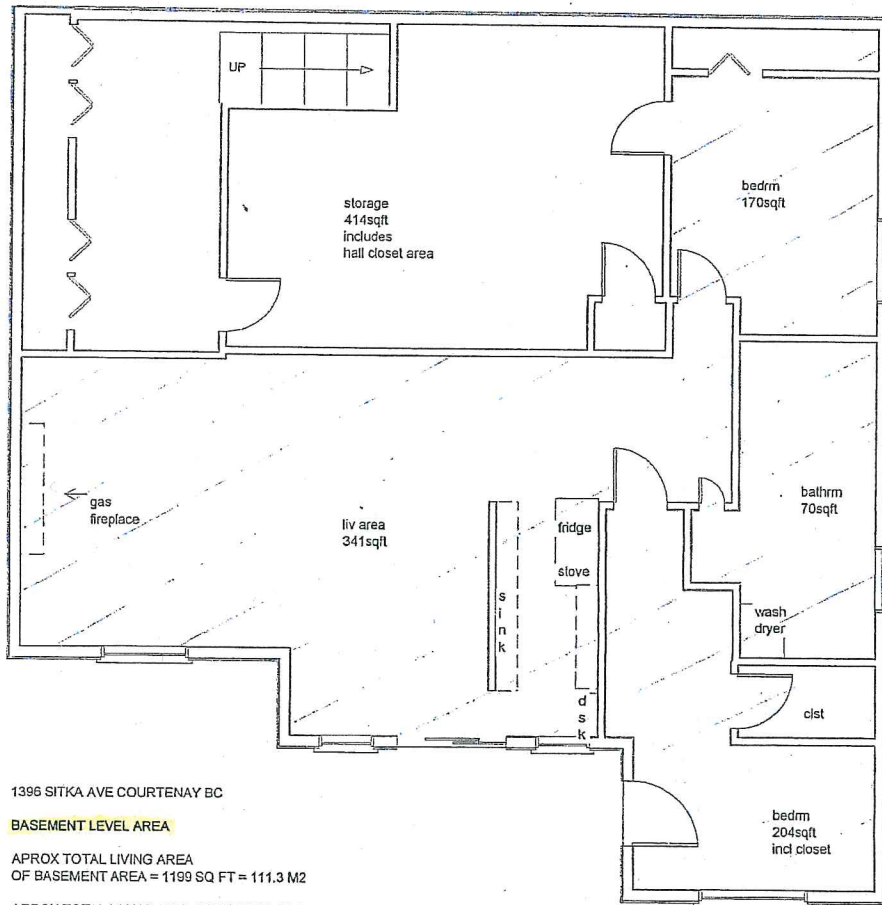 UP
storage
414sqft
includes
hall closet area
bedrm
170sqft
gas
fireplace
liv area
341sqft
fridge
stove
sink
dsk
bathrm
70sqft
wash
dryer
clst
bedrm
204sqft
incl closet
1396 SITKA AVE COURTENAY BC
BASEMENT LEVEL AREA
APROX TOTAL LIVING AREA
OF BASEMENT AREA = 1199 SQ FT = 111.3 M2